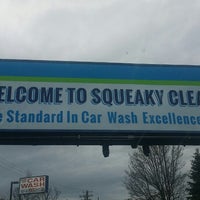 ELCOME TO SQUEAKY CLEA
e Standard In Car Wash Excellence
CAR
WASH